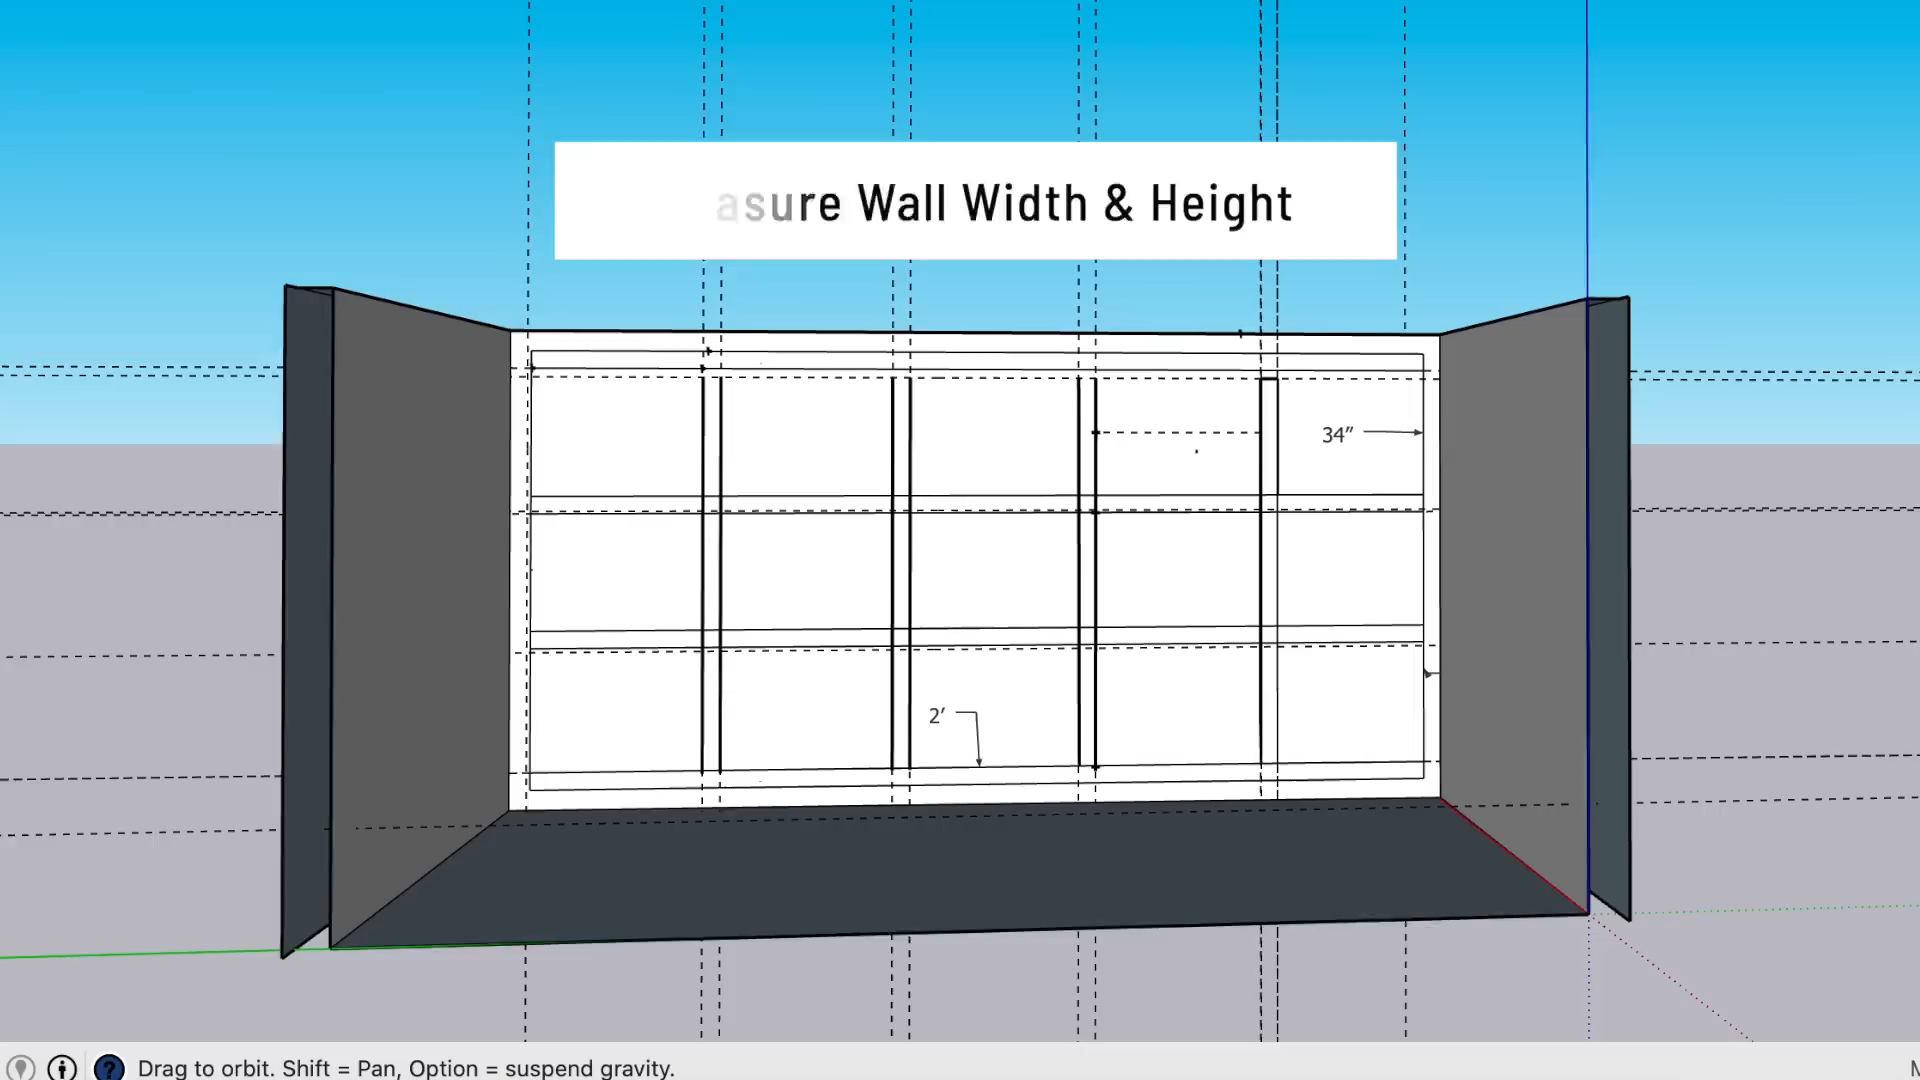 asure Wall Width & Height
34"
2'
Drag to orbit. Shift = Pan, Option = suspend gravity.